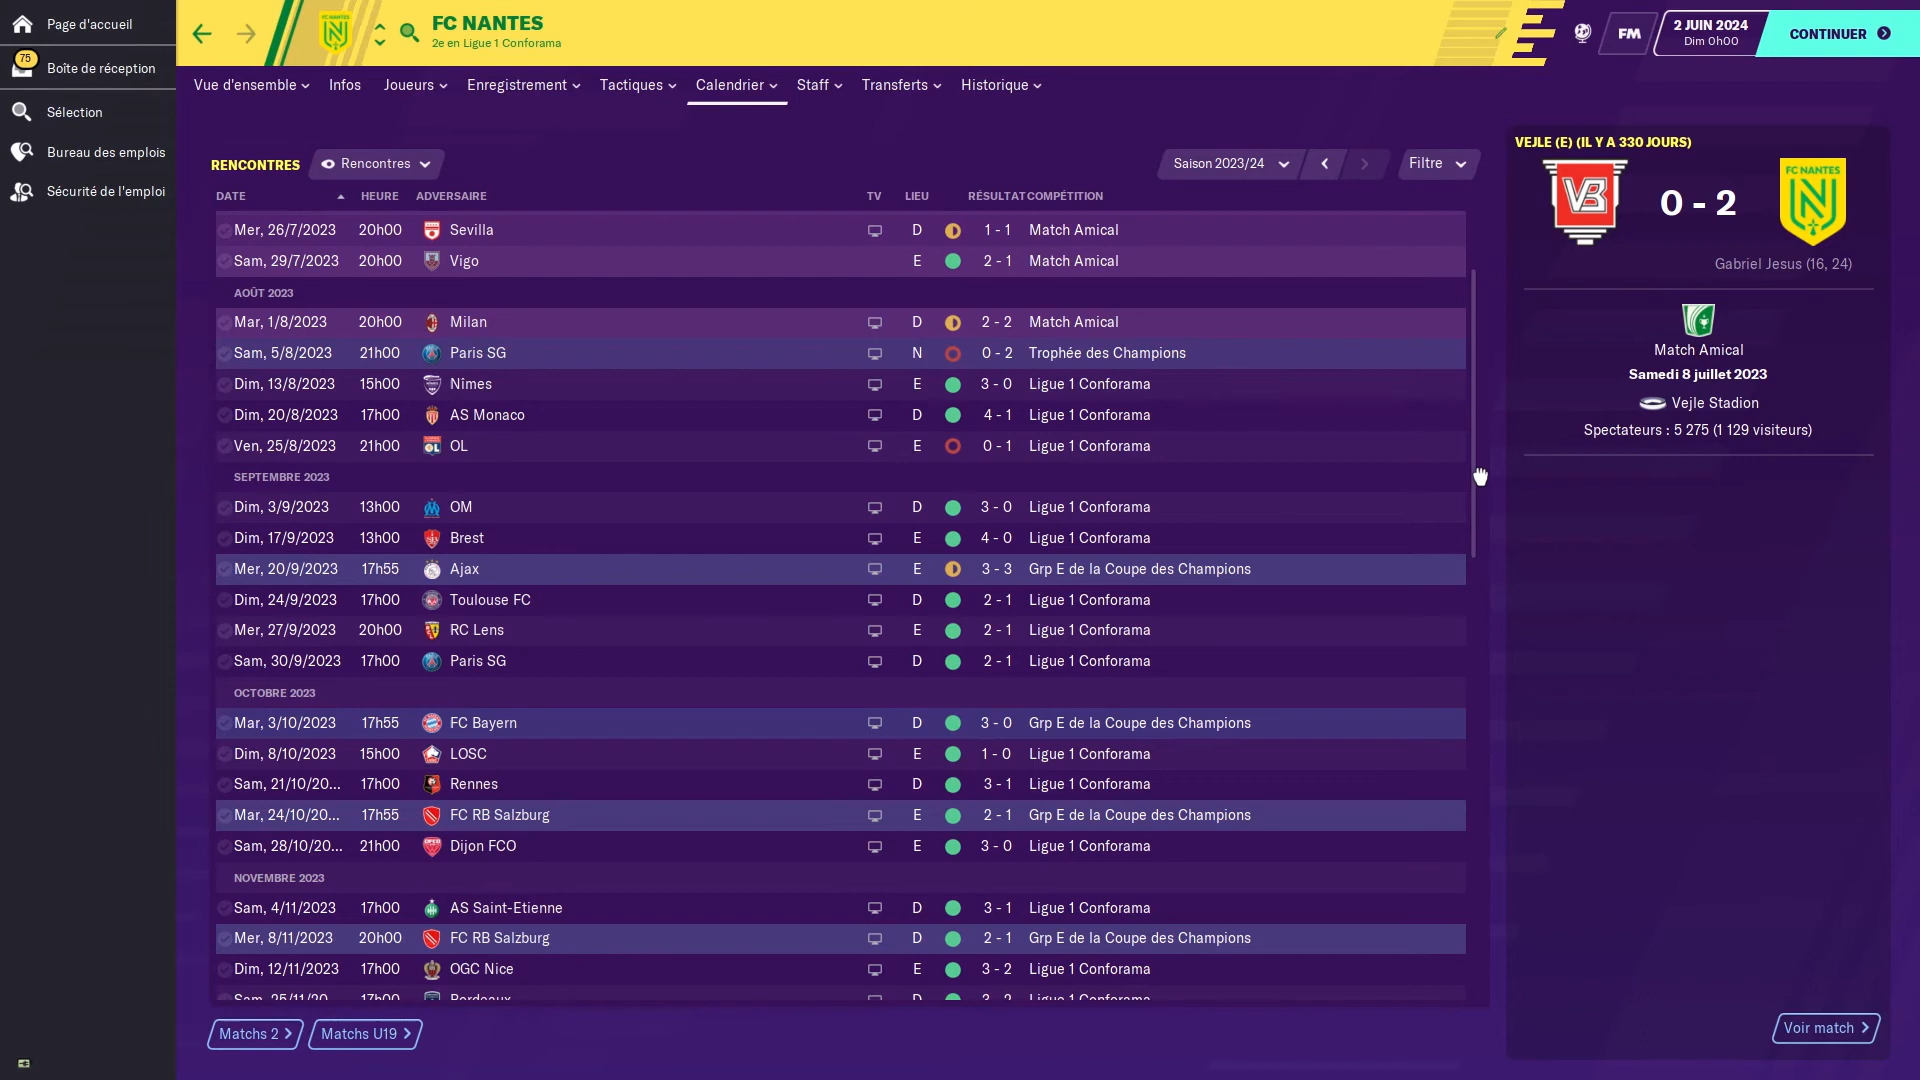 Page d'accueil
75
Boîte de réception
Sélection
Bureau des emplois
Sécurité de l'emploi
FC NANTES
2e en Ligue 1 Conforama
FM
2 JUIN 2024
Dim 0h00
CONTINUER
Vue d'ensemble Infos Joueurs Enregistrement Tactiques Calendrier Staff Transferts Historique
RENCONTRES Rencontres Saison 2023/24 Filtre
DATE HEURE ADVERSAIRE TV LIEU RÉSULTAT COMPÉTITION
Mer, 26/7/2023 20h00 Sevilla D 1 - 1 Match Amical
Sam, 29/7/2023 20h00 Vigo E 2 - 1 Match Amical
AOÛT 2023
Mar, 1/8/2023 20h00 Milan D 2 - 2 Match Amical
Sam, 5/8/2023 21h00 Paris SG N 0 - 2 Trophée des Champions
Dim, 13/8/2023 15h00 Nîmes E 3 - 0 Ligue 1 Conforama
Dim, 20/8/2023 17h00 AS Monaco D 4 - 1 Ligue 1 Conforama
Ven, 25/8/2023 21h00 OL E 0 - 1 Ligue 1 Conforama
SEPTEMBRE 2023
Dim, 3/9/2023 13h00 OM D 3 - 0 Ligue 1 Conforama
Dim, 17/9/2023 13h00 Brest E 4 - 0 Ligue 1 Conforama
Mer, 20/9/2023 17h55 Ajax E 3 - 3 Grp E de la Coupe des Champions
Dim, 24/9/2023 17h00 Toulouse FC D 2 - 1 Ligue 1 Conforama
Mer, 27/9/2023 20h00 RC Lens E 2 - 1 Ligue 1 Conforama
Sam, 30/9/2023 17h00 Paris SG D 2 - 1 Ligue 1 Conforama
OCTOBRE 2023
Mar, 3/10/2023 17h55 FC Bayern D 3 - 0 Grp E de la Coupe des Champions
Dim, 8/10/2023 15h00 LOSC E 1 - 0 Ligue 1 Conforama
Sam, 21/10/20... 17h00 Rennes D 3 - 1 Ligue 1 Conforama
Mar, 24/10/20... 17h55 FC RB Salzburg E 2 - 1 Grp E de la Coupe des Champions
Sam, 28/10/20... 21h00 Dijon FCO E 3 - 0 Ligue 1 Conforama
NOVEMBRE 2023
Sam, 4/11/2023 17h00 AS Saint-Etienne D 3 - 1 Ligue 1 Conforama
Mer, 8/11/2023 20h00 FC RB Salzburg D 2 - 1 Grp E de la Coupe des Champions
Dim, 12/11/2023 17h00 OGC Nice E 3 - 2 Ligue 1 Conforama
Sam, 25/11/20... 17h00 Bordeaux D 3 - 2 Ligue 1 Conforama
Matchs 2 Matchs U19
VEJLE (E) (IL Y A 330 JOURS)
VB
0 - 2
FC NANTES
Gabriel Jesus (16, 24)
Match Amical
Samedi 8 juillet 2023
Vejle Stadion
Spectateurs : 5 275 (1 129 visiteurs)
Voir match